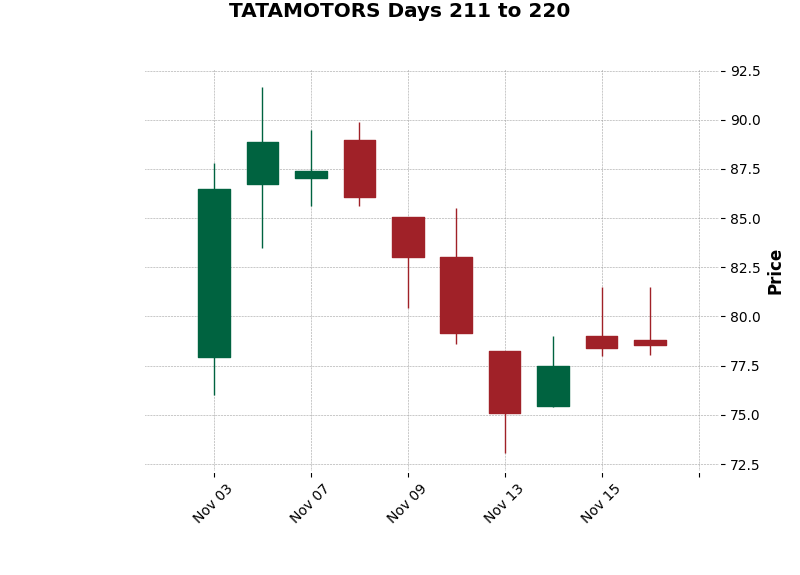 TATAMOTORS Days 211 to 220
92.5
90.0
87.5
85.0
82.5
80.0
77.5
75.0
72.5
Price
Nov 03
Nov 07
Nov 09
Nov 13
Nov 15